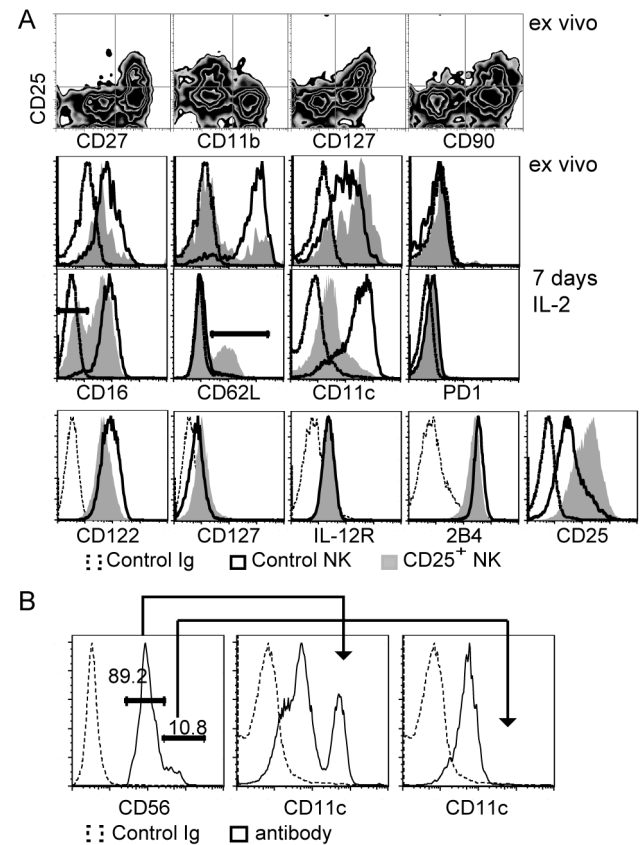 A
ex vivo
CD25
CD27 CD11b CD127 CD90
ex vivo
7 days
IL-2
CD16 CD62L CD11c PD1
CD122 CD127 IL-12R 2B4 CD25
Control Ig Control NK CD25+ NK
B
89.2
10.8
CD56 CD11c CD11c
Control Ig antibody